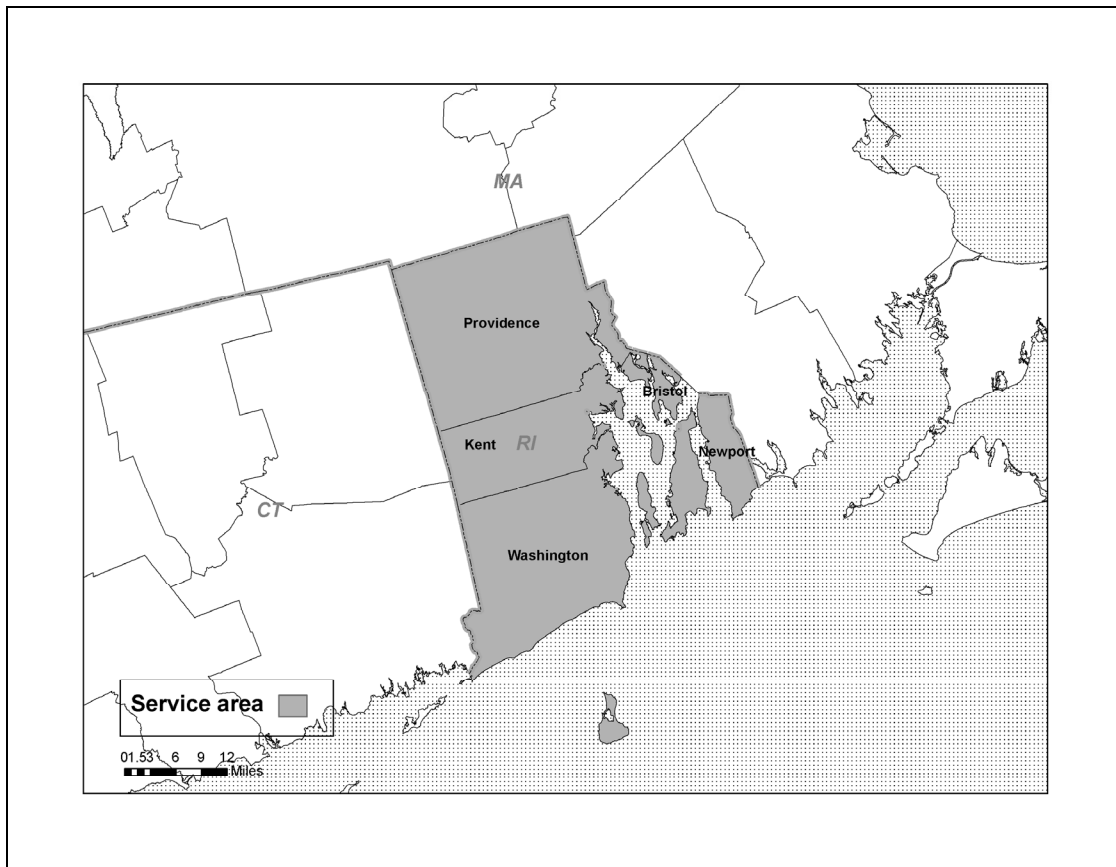 MA
Providence
Bristol
Kent
RI
Newport
CT
Washington
Service area
01.53 6 9 12
Miles